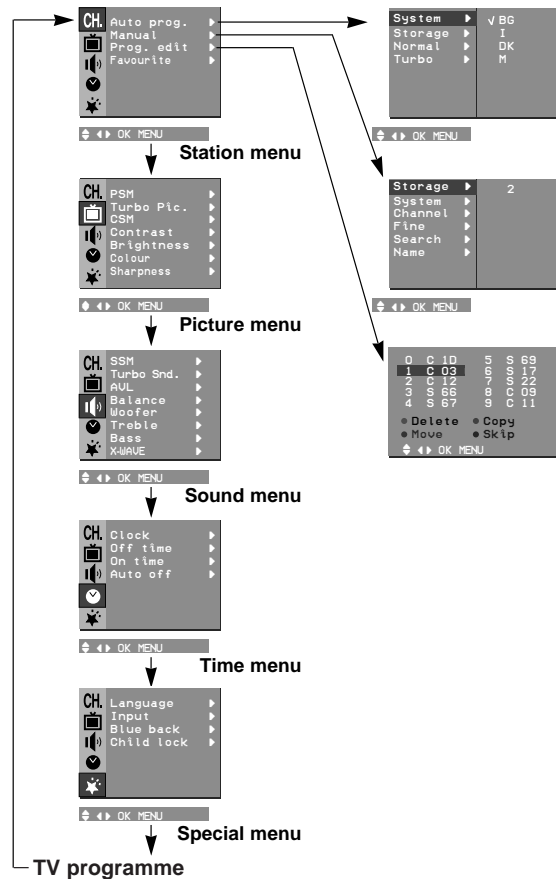 CH.
Auto prog.
Manual
Prog. edit
Favourite
OK MENU
Station menu
CH.
PSM
Turbo Pic.
CSM
Contrast
Brightness
Colour
Sharpness
OK MENU
Picture menu
CH.
SSM
Turbo Snd.
AVL
Balance
Woofer
Treble
Bass
X-WAVE
OK MENU
Sound menu
CH.
Clock
Off time
On time
Auto off
OK MENU
Time menu
CH.
Language
Input
Blue back
Child lock
OK MENU
Special menu
TV programme
System √ BG
Storage I
Normal DK
Turbo M
OK MENU
Storage 2
System
Channel
Fine
Search
Name
OK MENU
0 C 1D 5 S 69
1 C 03 6 S 17
2 C 12 7 S 22
3 S 66 8 C 09
4 S 67 9 C 11
Delete Copy
Move Skip
OK MENU